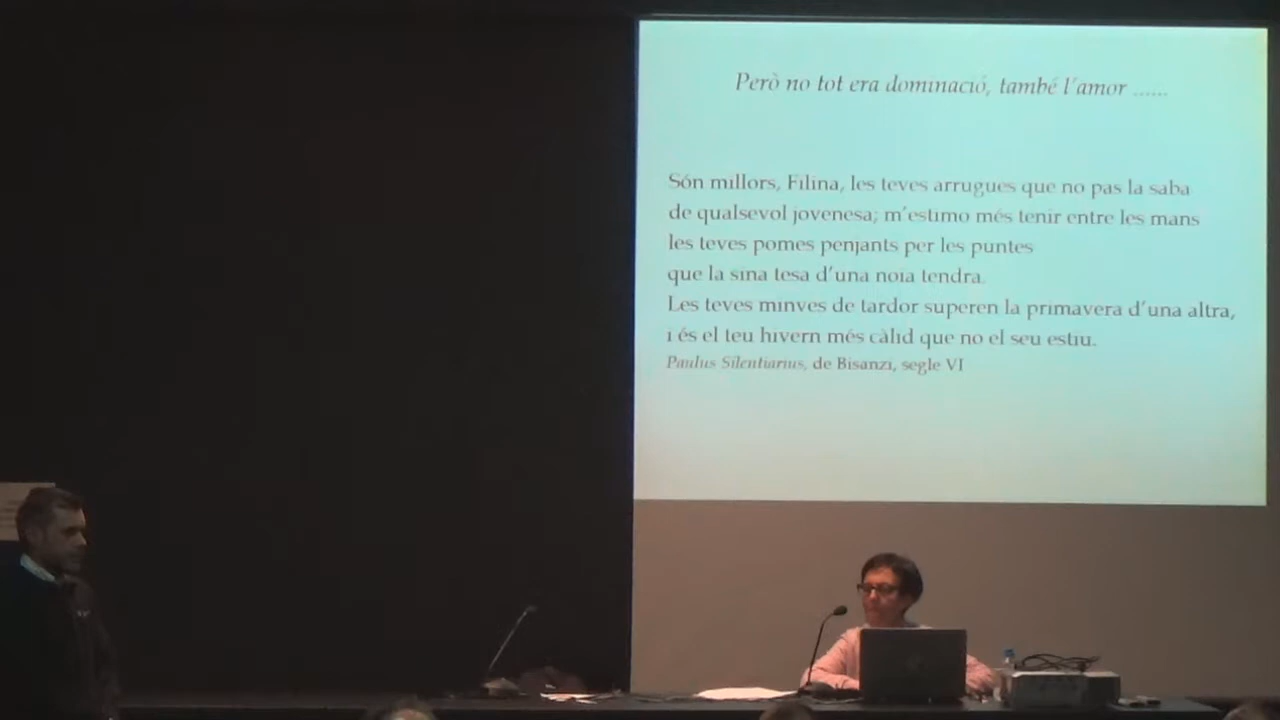 Però no tot era dominació, també l'amor ......
Són millors, Filina, les teves arrugues que no pas la saba
de qualsevol jovenesa; m'estimo més tenir entre les mans
les teves pomes penjants per les puntes
que la sina tesa d'una noia tendra.
Les teves minves de tardor superen la primavera d'una altra,
i és el teu hivern més càlid que no el seu estiu.
Paulus Silentiarius, de Bisanzi, segle VI